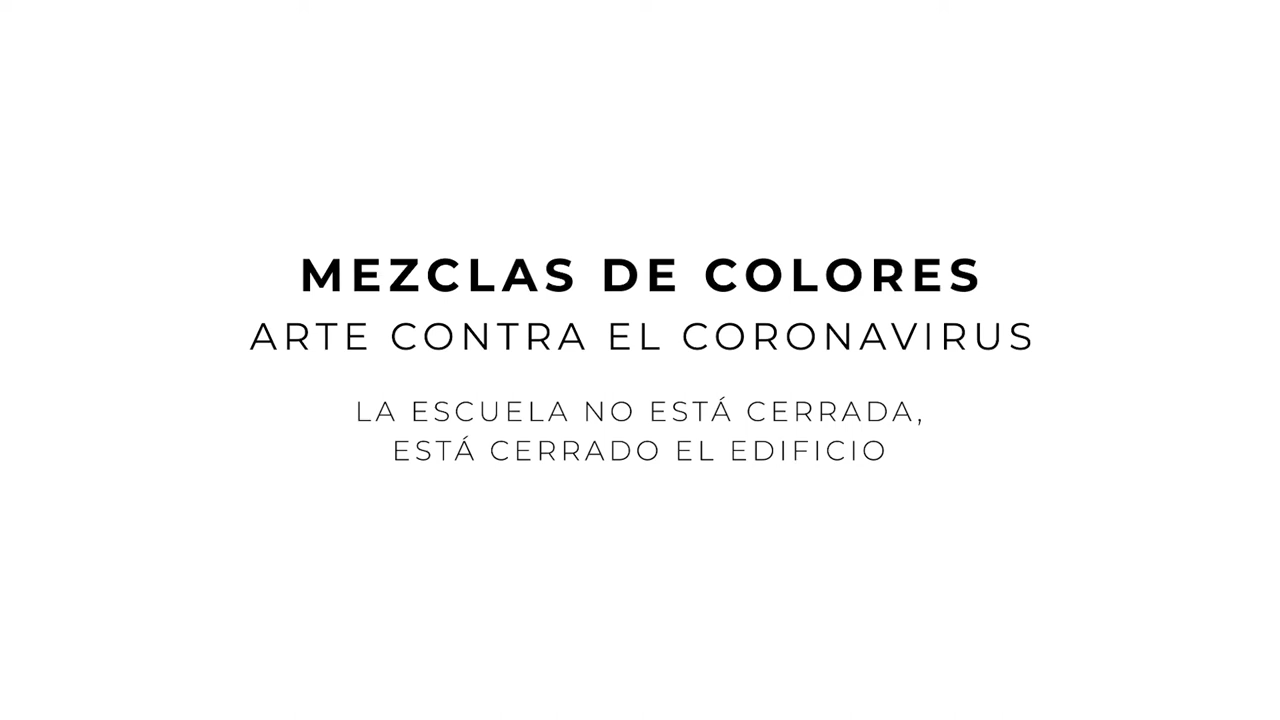 MEZCLAS DE COLORES
ARTE CONTRA EL CORONAVIRUS
LA ESCUELA NO ESTÁ CERRADA,
ESTÁ CERRADO EL EDIFICIO